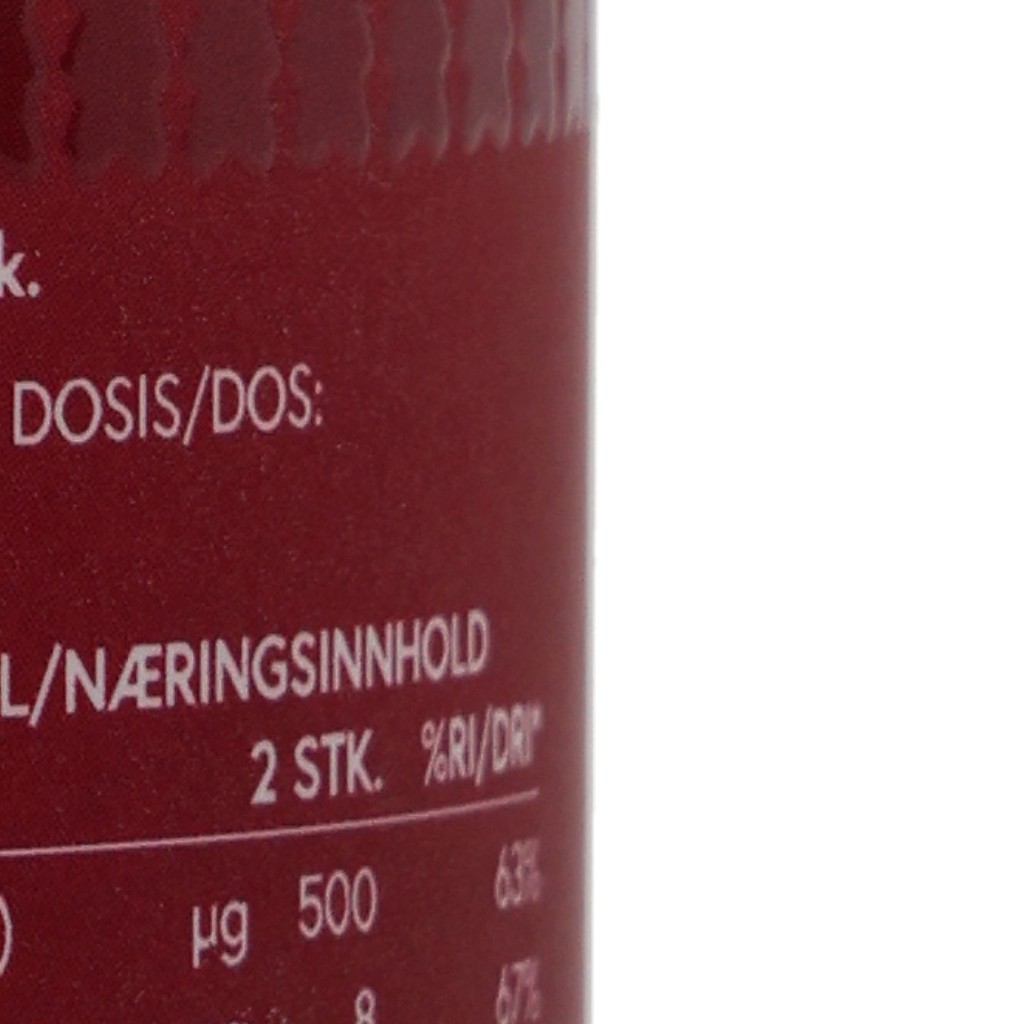 k.
DOSIS/DOS:
L/NÆRINGSINNHOLD
2 STK. %RI/DRI*
) µg 500 63%
8 67%